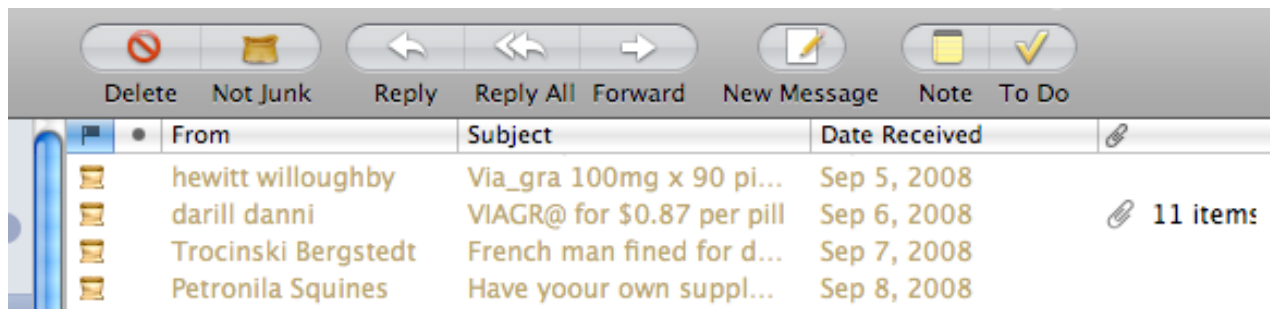 Delete Not Junk Reply Reply All Forward New Message Note To Do
From Subject Date Received
hewitt willoughby Via_gra 100mg x 90 pi... Sep 5, 2008
darill danni VIAGR@ for $0.87 per pill Sep 6, 2008 11 items
Trocinski Bergstedt French man fined for d... Sep 7, 2008
Petronila Squines Have yoour own suppl... Sep 8, 2008